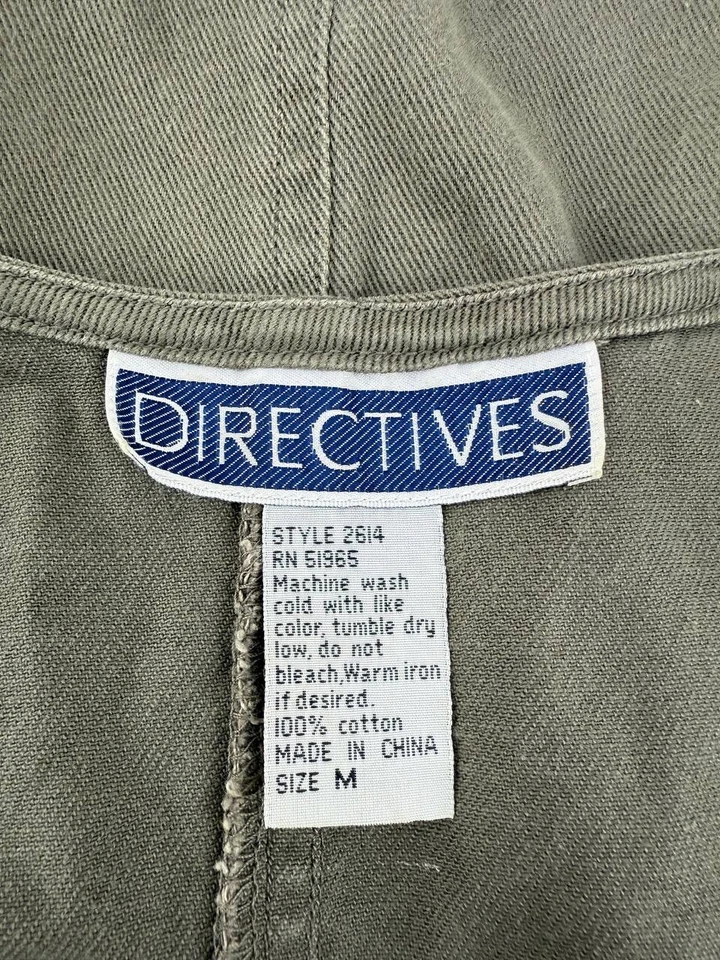 DIRECTIVES
STYLE 2614
RN 51965
Machine wash
cold with like
color, tumble dry
low, do not
bleach,Warm iron
if desired.
100% cotton
MADE IN CHINA
SIZE M